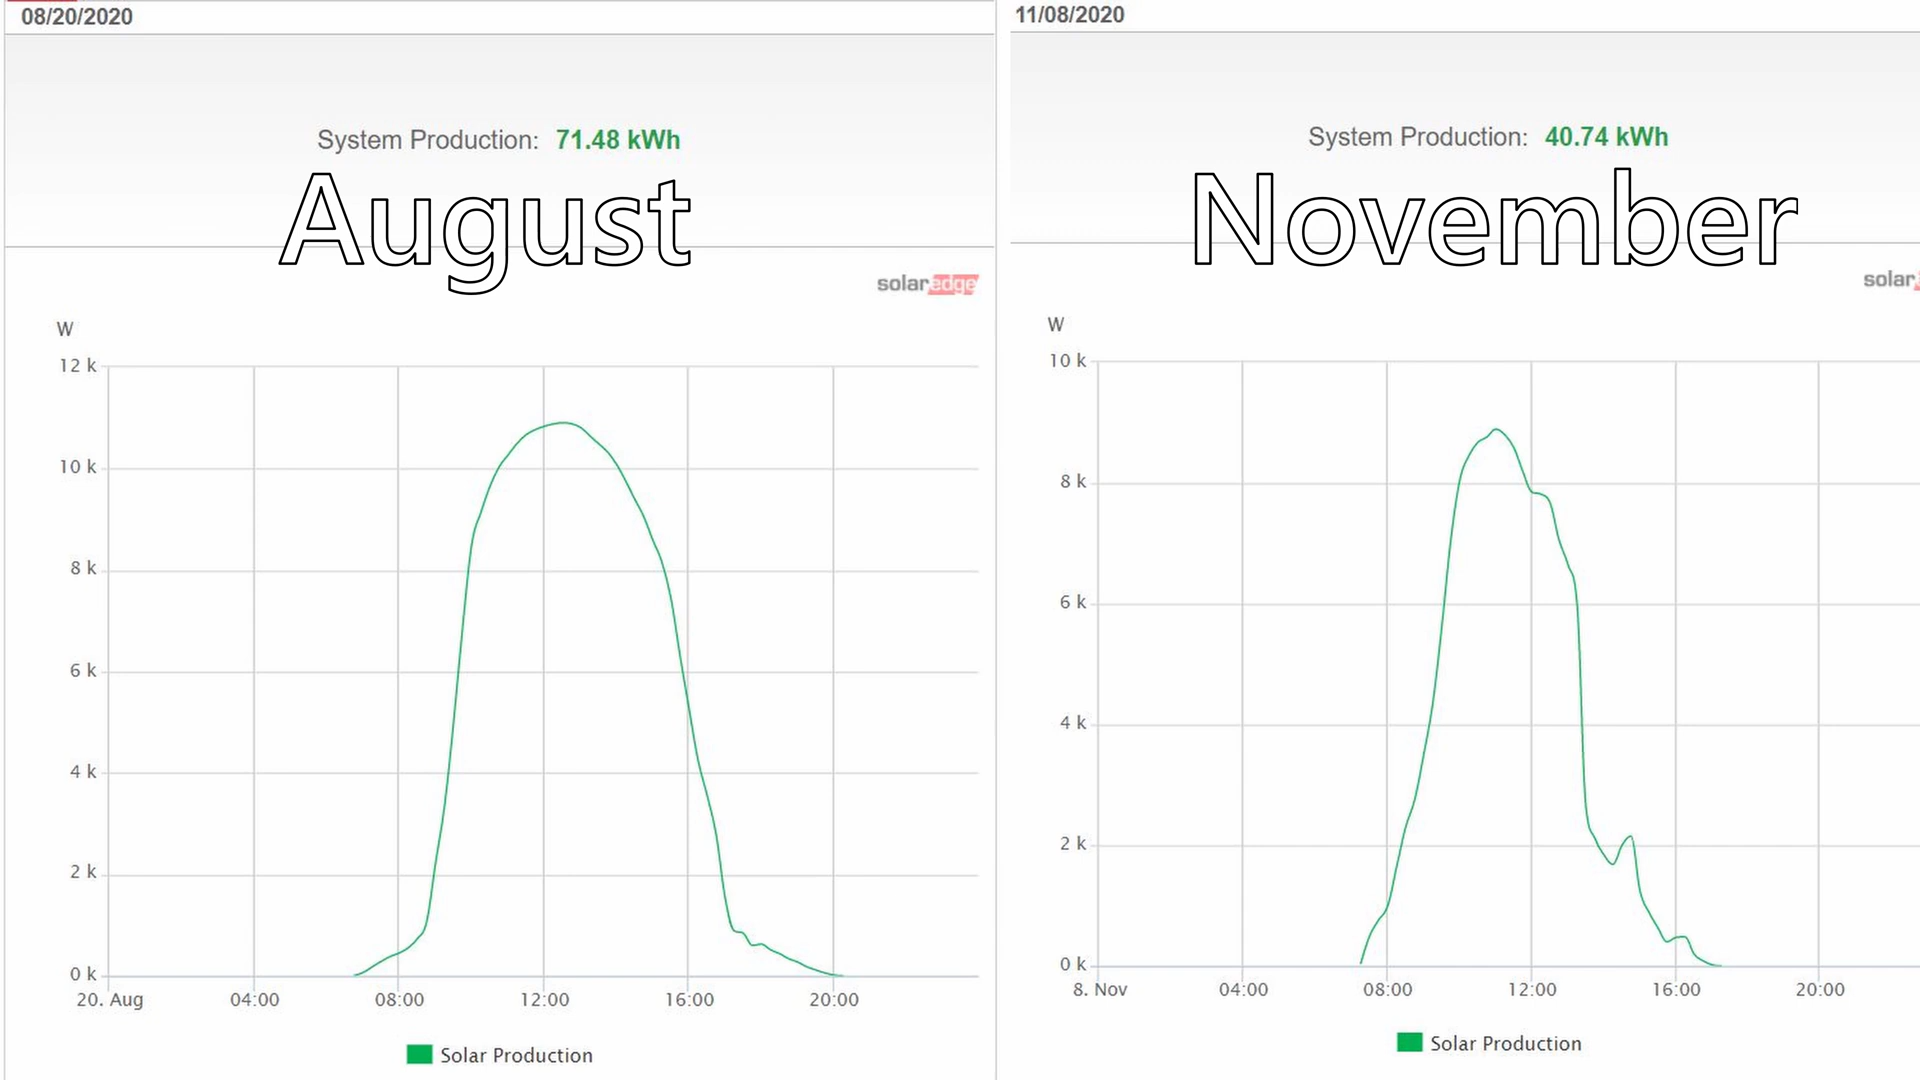 08/20/2020
System Production: 71.48 kWh
August
solaredge
W
12 k
10 k
8 k
6 k
4 k
2 k
0 k
20. Aug 04:00 08:00 12:00 16:00 20:00
Solar Production
11/08/2020
System Production: 40.74 kWh
November
solar
W
10 k
8 k
6 k
4 k
2 k
0 k
8. Nov 04:00 08:00 12:00 16:00 20:00
Solar Production